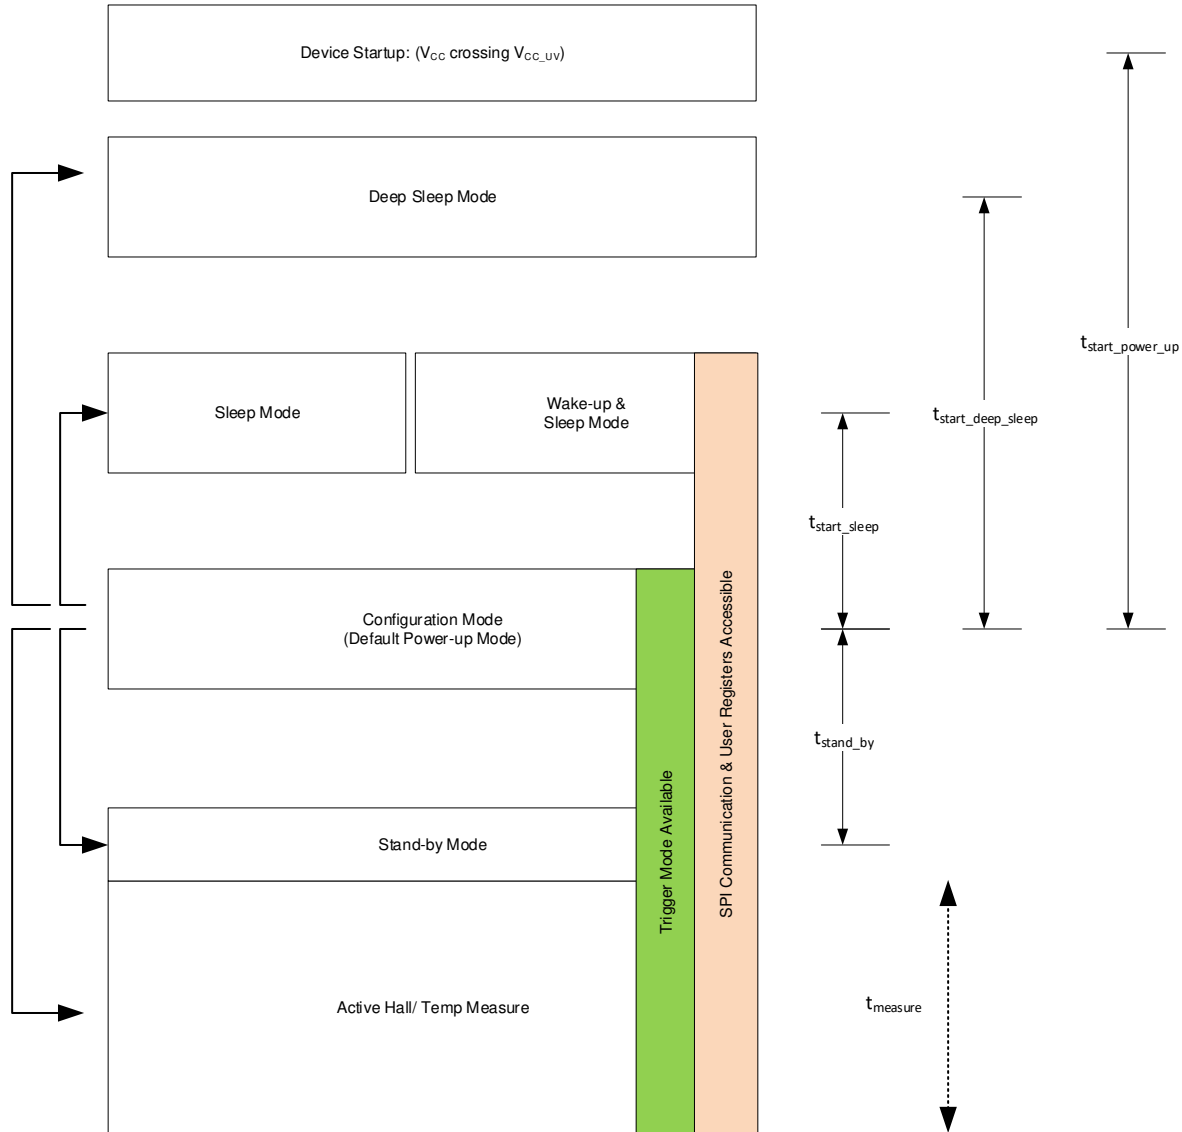 Device Startup: (VCC crossing VCC_UV)
Deep Sleep Mode
tstart_power_up
tstart_deep_sleep
Sleep Mode
Wake-up &
Sleep Mode
tstart_sleep
Configuration Mode
(Default Power-up Mode)
tstand_by
Trigger Mode Available
SPI Communication & User Registers Accessible
Stand-by Mode
Active Hall/ Temp Measure
tmeasure